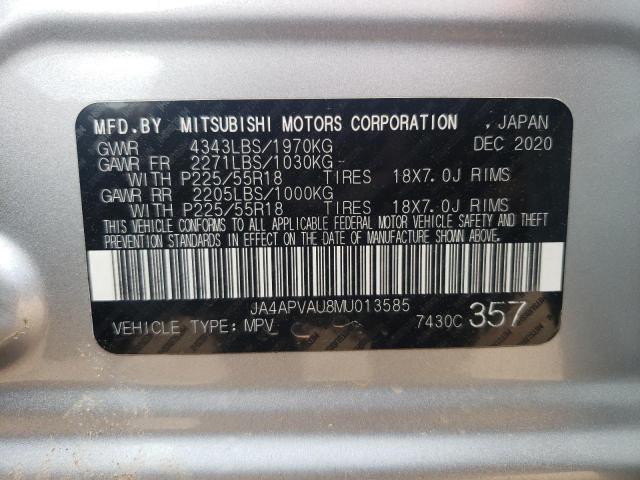 MFD.BY MITSUBISHI MOTORS CORPORATION , JAPAN
GVWR 4343LBS/1970KG DEC 2020
GAWR FR 2271LBS/1030KG
WITH P225/55R18 TIRES 18X7.0J RIMS
GAWR RR 2205LBS/1000KG
WITH P225/55R18 TIRES 18X7.0J RIMS
THIS VEHICLE CONFORMS TO ALL APPLICABLE FEDERAL MOTOR VEHICLE SAFETY AND THEFT
PREVENTION STANDARDS IN EFFECT ON THE DATE OF MANUFACTURE SHOWN ABOVE.
JA4APVAU8MU013585
VEHICLE TYPE: MPV 7430C 357